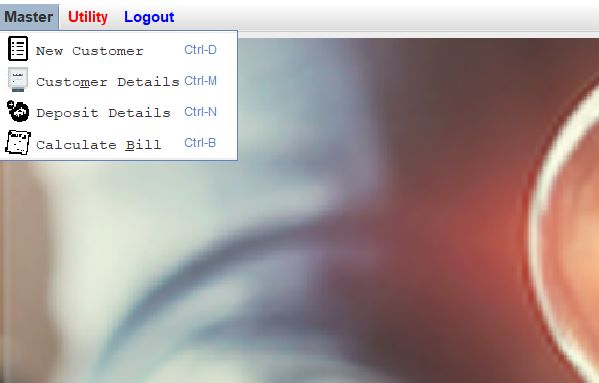 Master Utility Logout
New Customer Ctrl-D
Customer Details Ctrl-M
Deposit Details Ctrl-N
Calculate Bill Ctrl-B